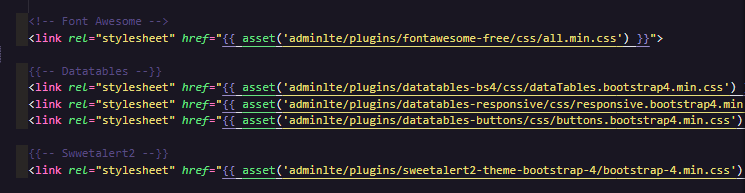 <!-- Font Awesome -->
<link rel="stylesheet" href="{{ asset('adminlte/plugins/fontawesome-free/css/all.min.css') }}">
{{-- Datatables --}}
<link rel="stylesheet" href="{{ asset('adminlte/plugins/datatables-bs4/css/dataTables.bootstrap4.min.css')
<link rel="stylesheet" href="{{ asset('adminlte/plugins/datatables-responsive/css/responsive.bootstrap4.min
<link rel="stylesheet" href="{{ asset('adminlte/plugins/datatables-buttons/css/buttons.bootstrap4.min.css')
{{-- Swwetalert2 --}}
<link rel="stylesheet" href="{{ asset('adminlte/plugins/sweetalert2-theme-bootstrap-4/bootstrap-4.min.css')